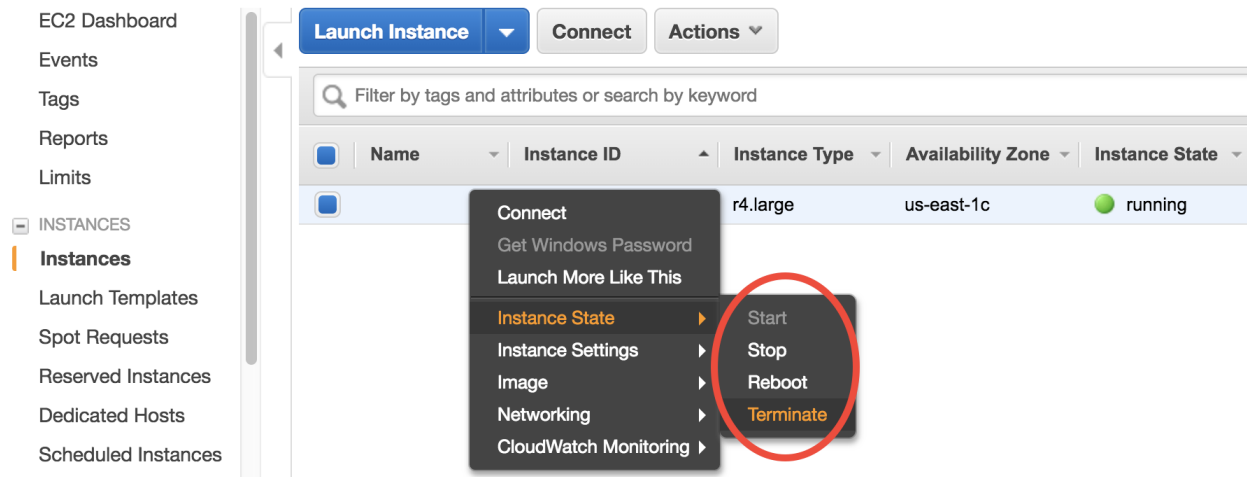 EC2 Dashboard
Events
Tags
Reports
Limits
INSTANCES
Instances
Launch Templates
Spot Requests
Reserved Instances
Dedicated Hosts
Scheduled Instances
Launch Instance Connect Actions
Filter by tags and attributes or search by keyword
Name Instance ID Instance Type Availability Zone Instance State
r4.large us-east-1c running
Connect
Get Windows Password
Launch More Like This
Instance State
Instance Settings
Image
Networking
CloudWatch Monitoring
Start
Stop
Reboot
Terminate